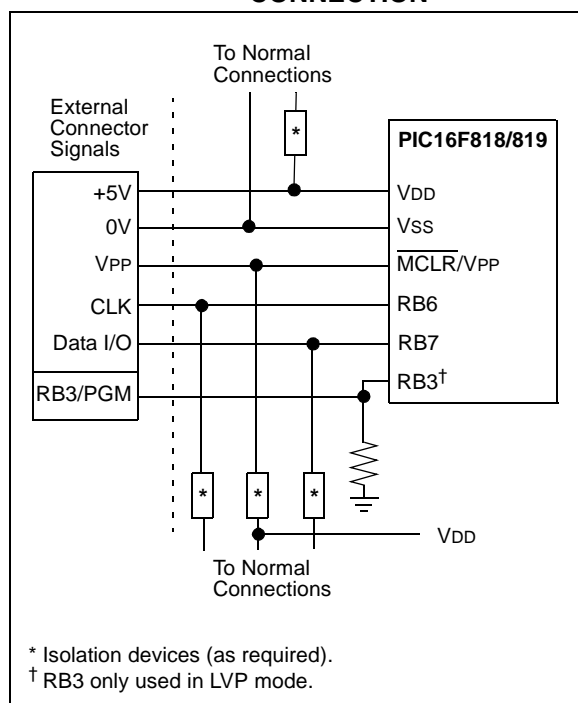 CONNECTION
To Normal
Connections
External
Connector
Signals
*
PIC16F818/819
+5V
VDD
0V
VSS
VPP
MCLR/VPP
CLK
RB6
Data I/O
RB7
RB3/PGM
RB3†
* * *
VDD
To Normal
Connections
* Isolation devices (as required).
† RB3 only used in LVP mode.